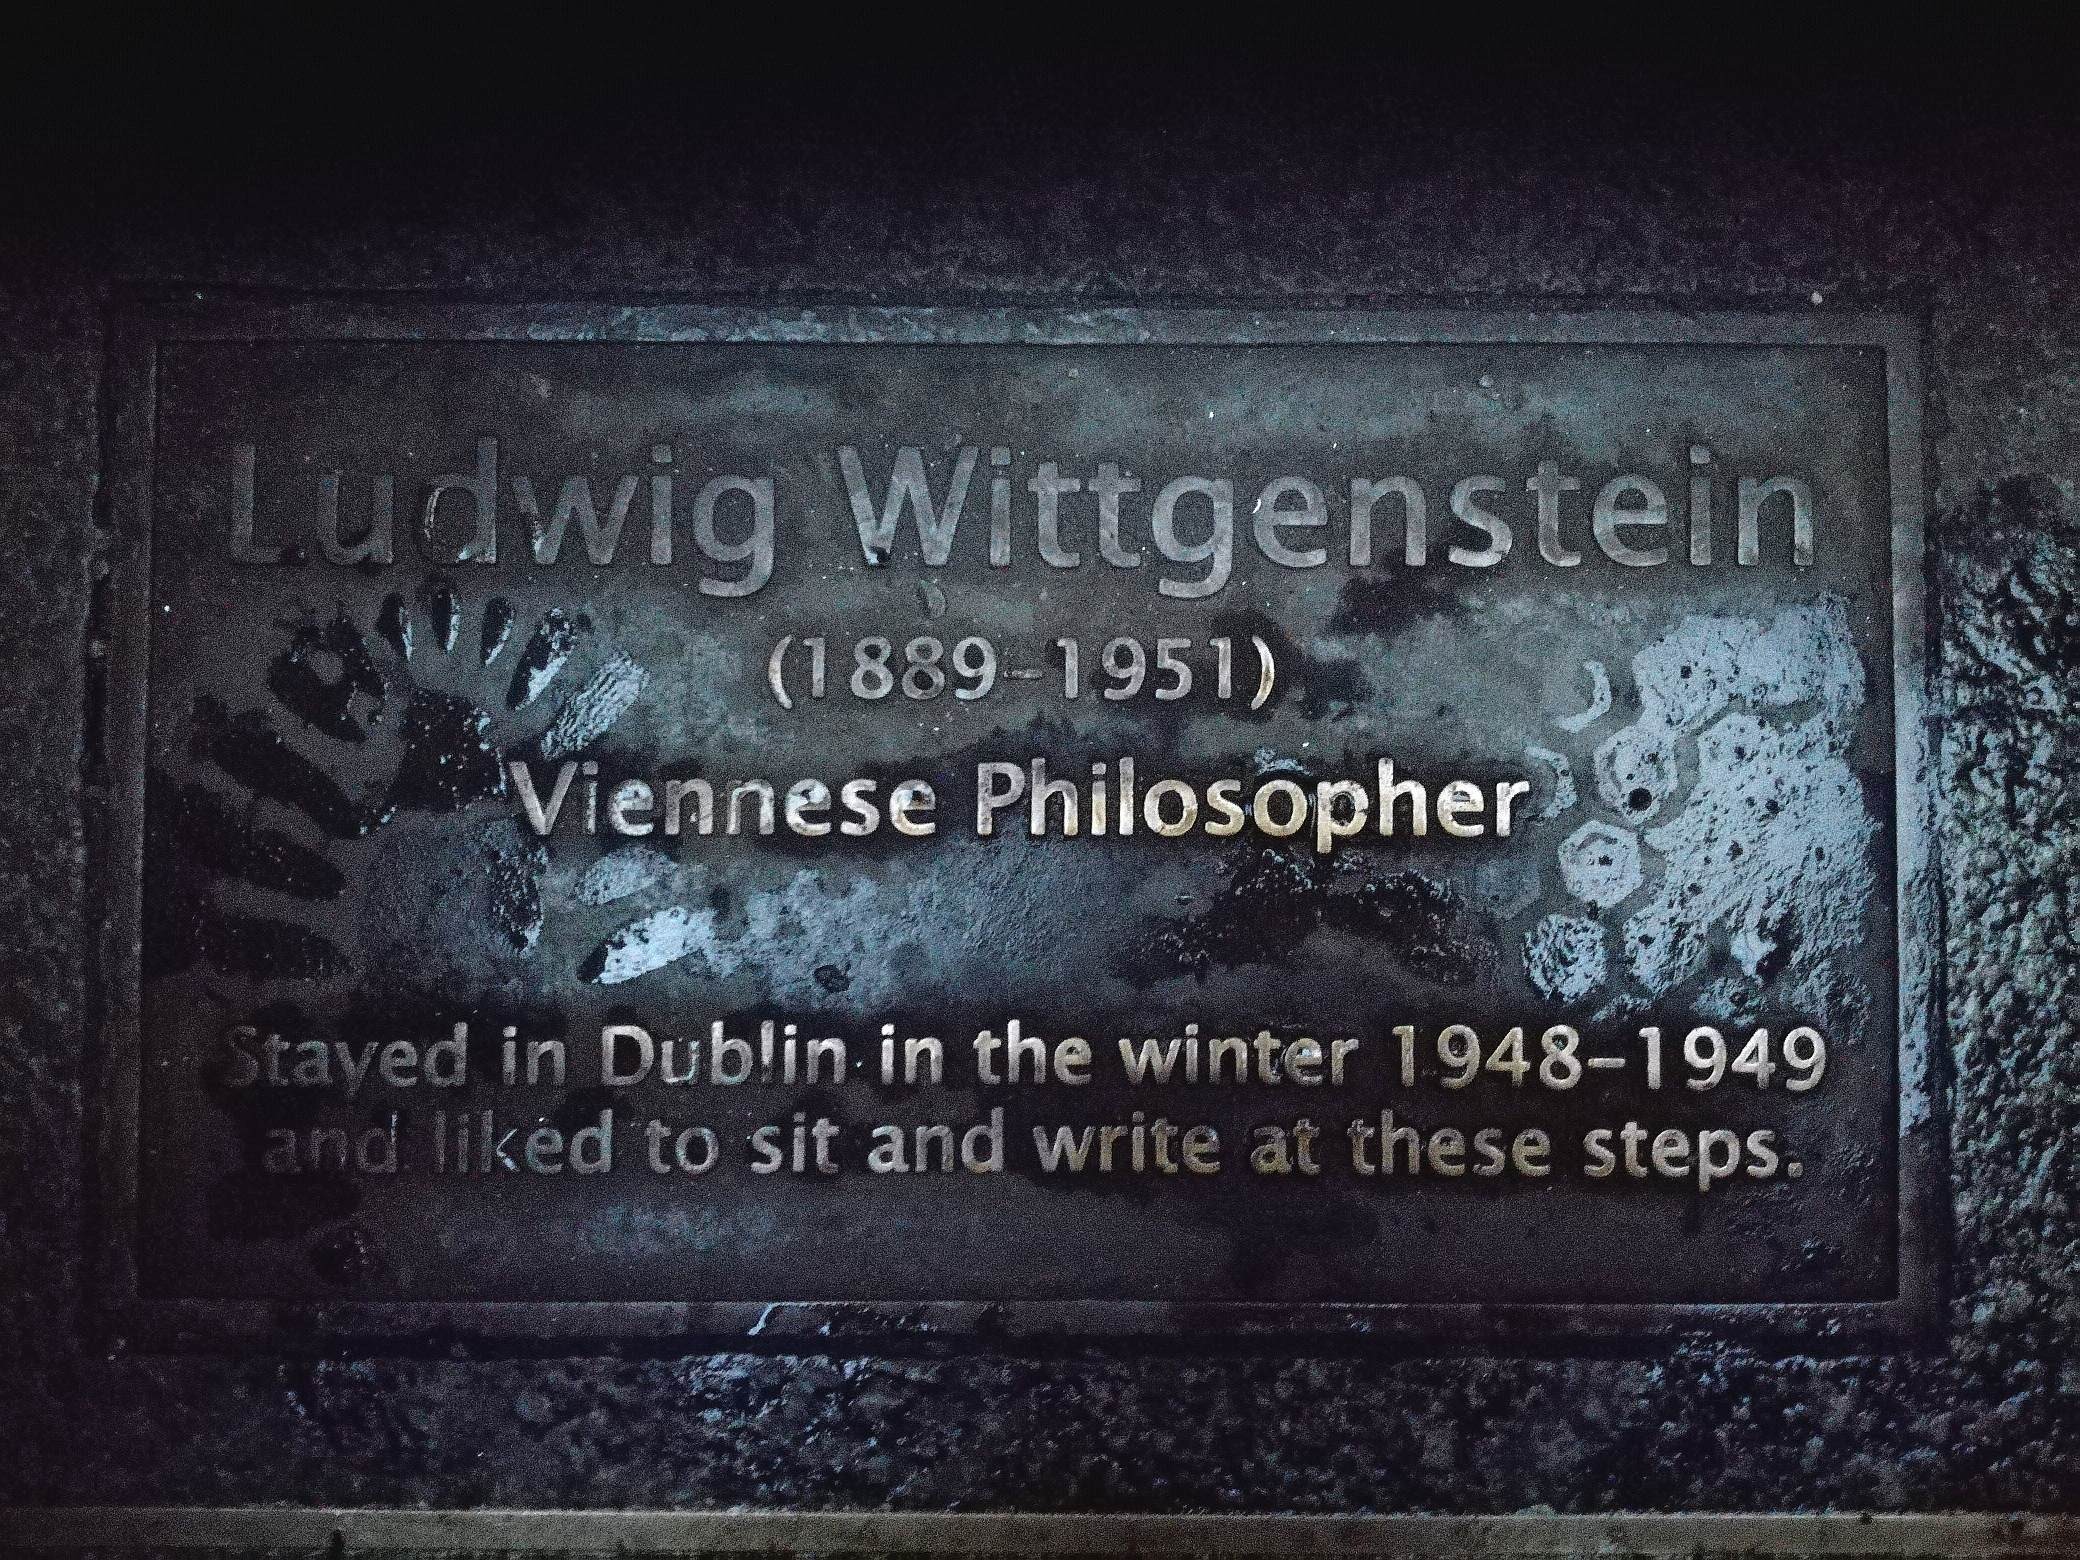 Ludwig Wittgenstein
(1889–1951)
Viennese Philosopher
Stayed in Dublin in the winter 1948–1949
and liked to sit and write at these steps.